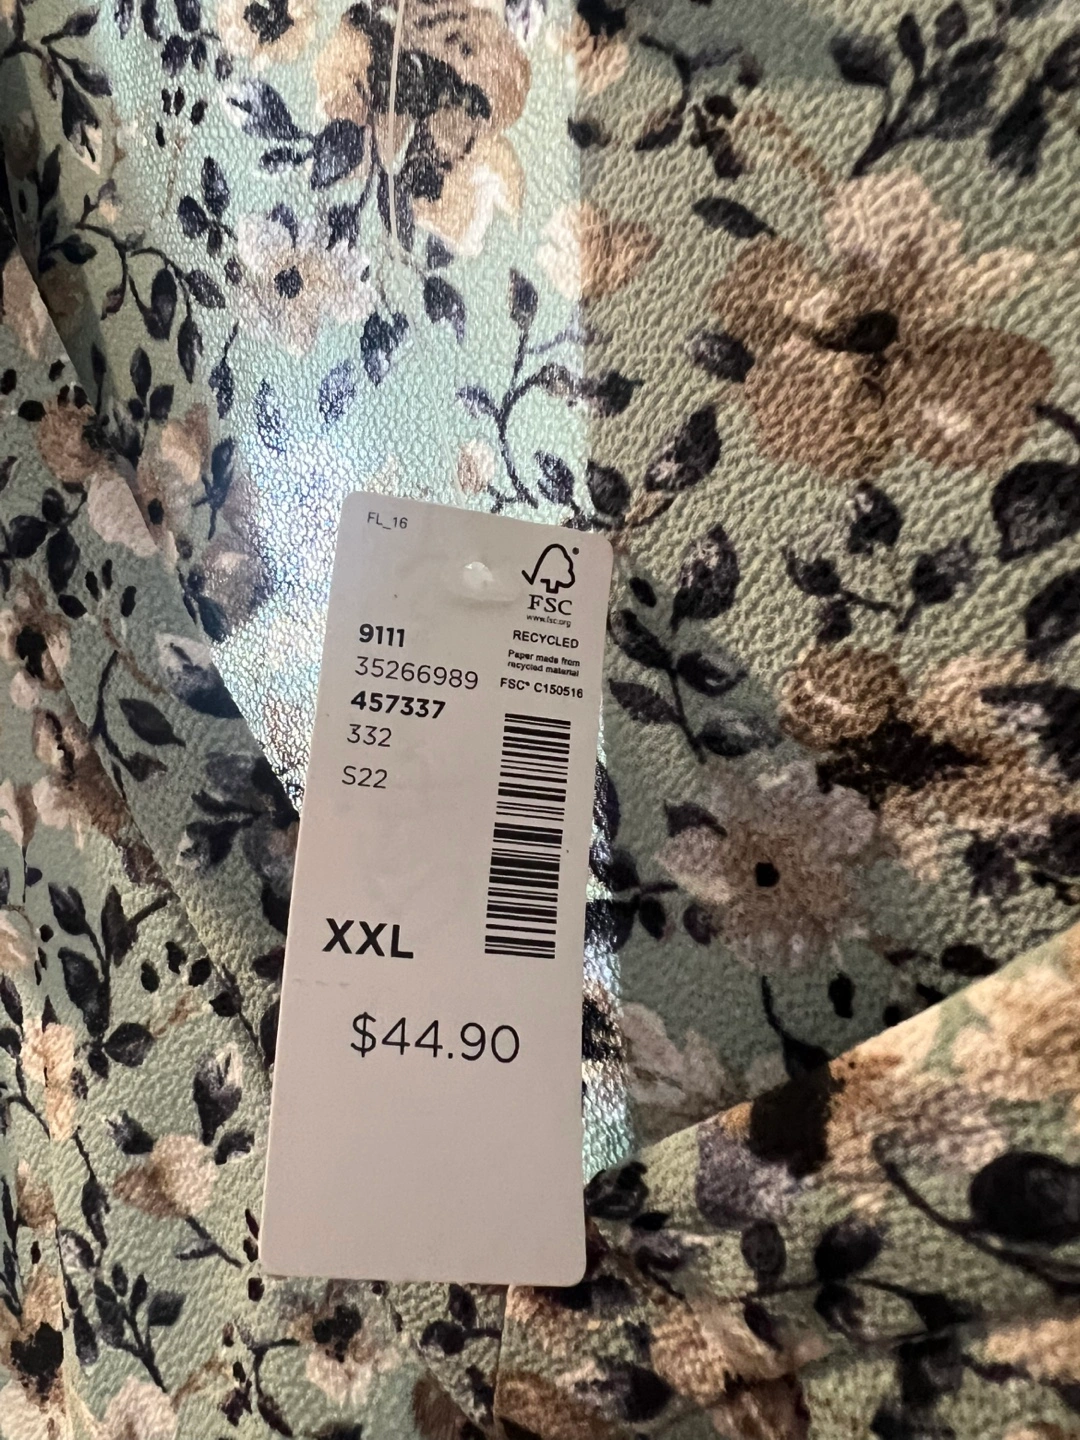 FL_16
FSC
www.fsc.org
RECYCLED
Paper made from
recycled material
FSC® C150516
9111
35266989
457337
332
S22
XXL
$44.90